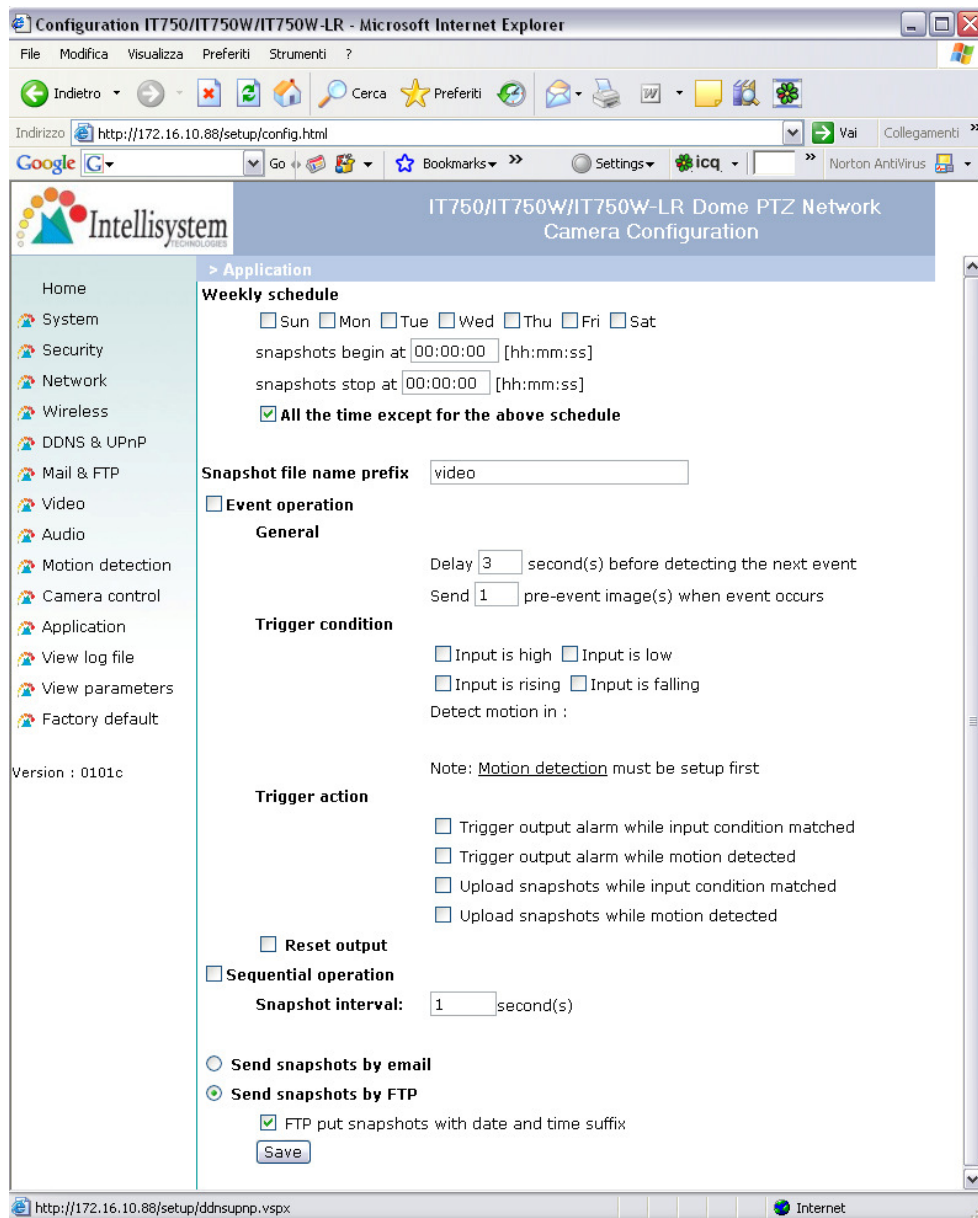 Configuration IT750/IT750W/IT750W-LR - Microsoft Internet Explorer
File Modifica Visualizza Preferiti Strumenti ?
Indietro Cerca Preferiti
Indirizzo http://172.16.10.88/setup/config.html Vai Collegamenti »
Google G Go Bookmarks » Settings icq » Norton AntiVirus
Intellisystem
TECHNOLOGIES
IT750/IT750W/IT750W-LR Dome PTZ Network
Camera Configuration
Home
System
Security
Network
Wireless
DDNS & UPnP
Mail & FTP
Video
Audio
Motion detection
Camera control
Application
View log file
View parameters
Factory default
Version : 0101c
> Application
Weekly schedule
Sun Mon Tue Wed Thu Fri Sat
snapshots begin at 00:00:00 [hh:mm:ss]
snapshots stop at 00:00:00 [hh:mm:ss]
All the time except for the above schedule
Snapshot file name prefix video
Event operation
General
Delay 3 second(s) before detecting the next event
Send 1 pre-event image(s) when event occurs
Trigger condition
Input is high Input is low
Input is rising Input is falling
Detect motion in :
Note: Motion detection must be setup first
Trigger action
Trigger output alarm while input condition matched
Trigger output alarm while motion detected
Upload snapshots while input condition matched
Upload snapshots while motion detected
Reset output
Sequential operation
Snapshot interval: 1 second(s)
Send snapshots by email
Send snapshots by FTP
FTP put snapshots with date and time suffix
Save
http://172.16.10.88/setup/ddnsupnp.vspx Internet